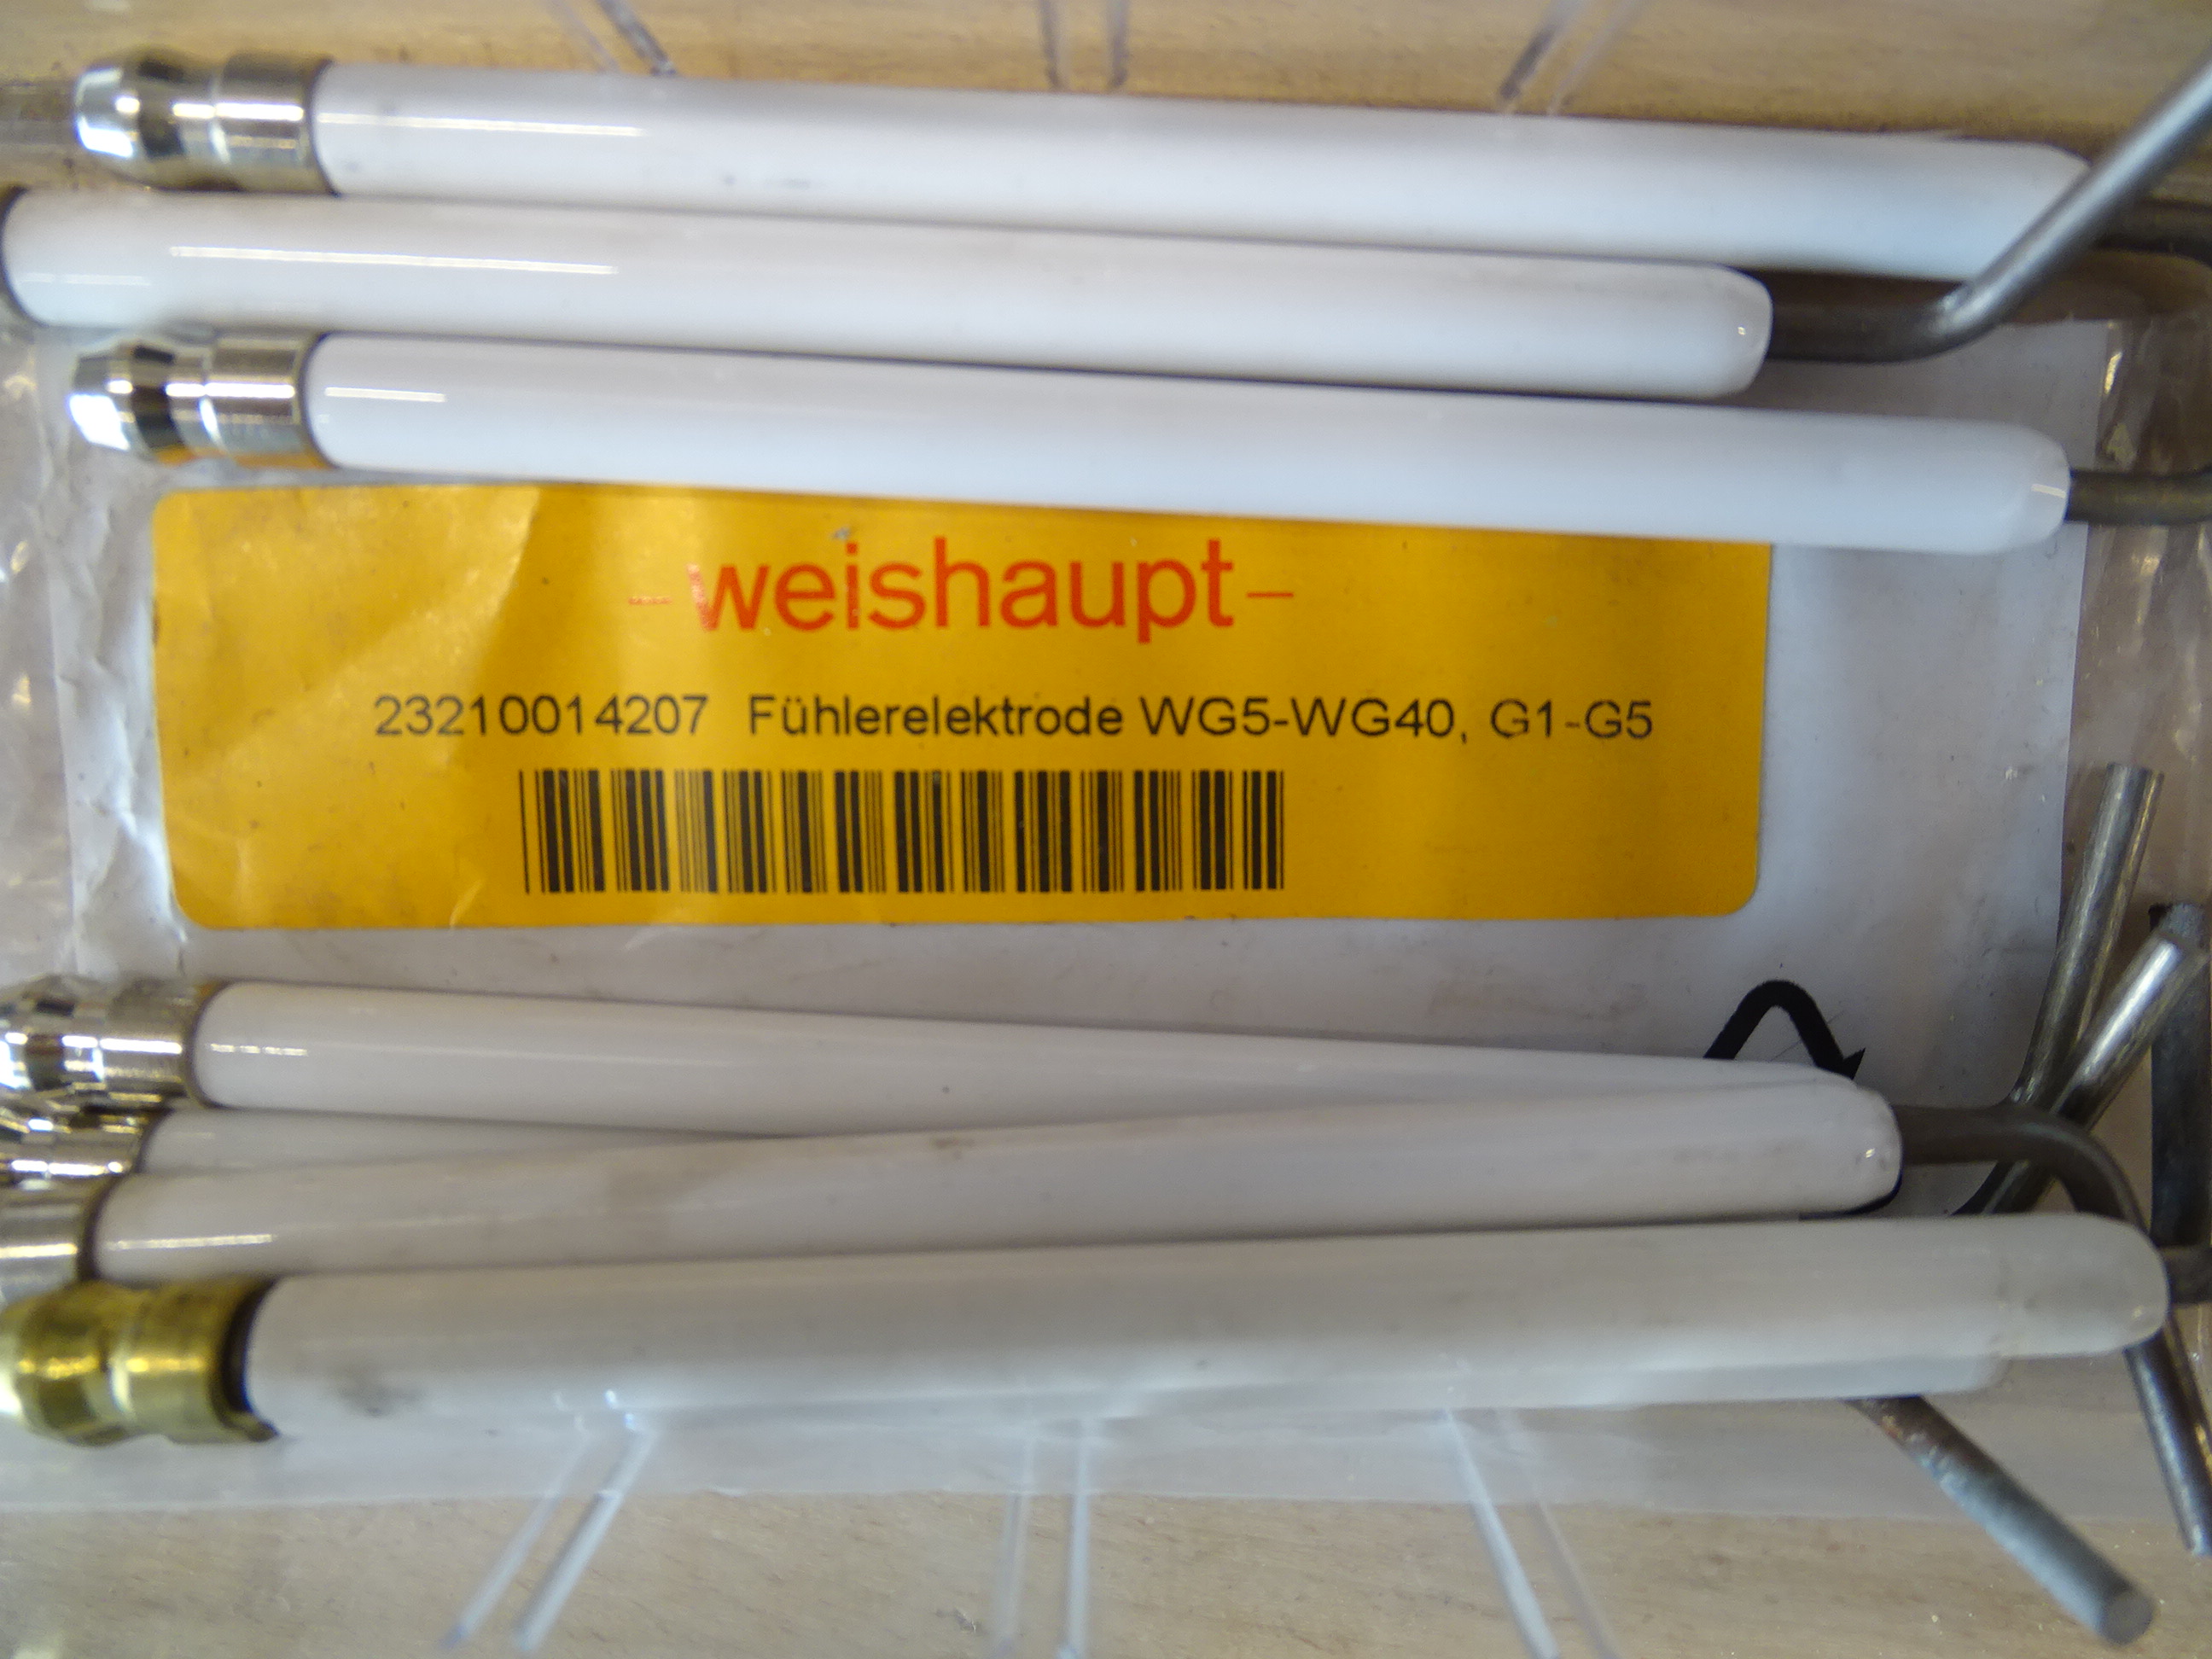 -weishaupt-
23210014207 Fühlerelektrode WG5-WG40, G1-G5